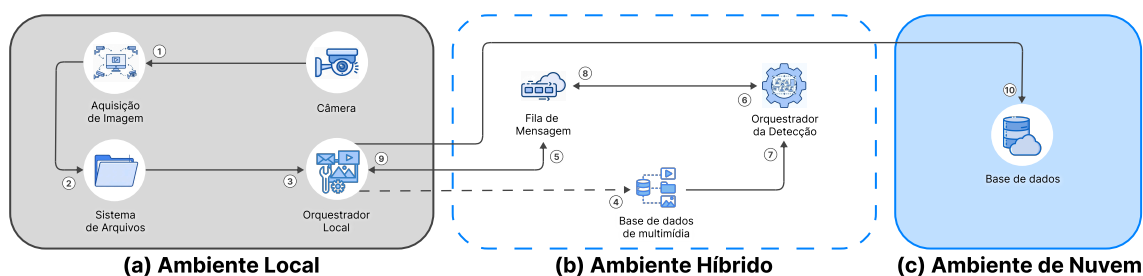 1
Aquisição
de Imagem
Câmera
2
Sistema
de Arquivos
3
9
Orquestrador
Local
(a) Ambiente Local
8
Fila de
Mensagem
5
6
Orquestrador
da Detecção
7
4
Base de dados
de multimídia
(b) Ambiente Híbrido
10
Base de dados
(c) Ambiente de Nuvem